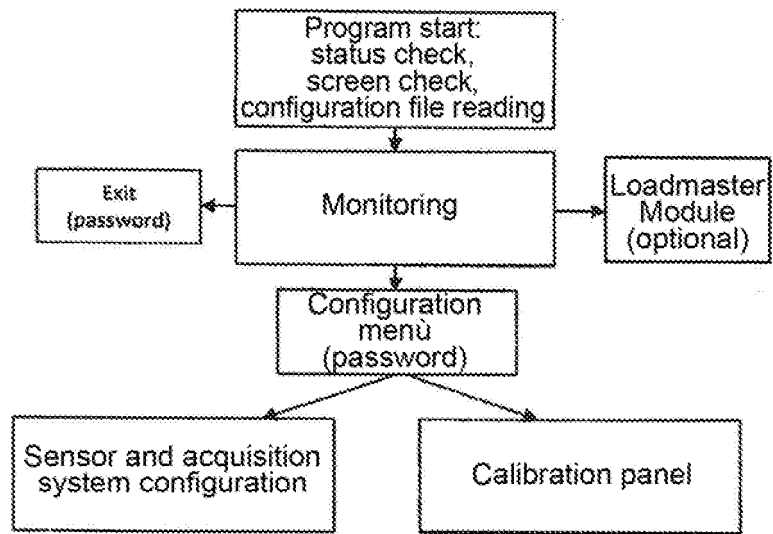 Program start:
status check,
screen check,
configuration file reading
Exit
(password)
Monitoring
Loadmaster
Module
(optional)
Configuration
menù
(password)
Sensor and acquisition
system configuration
Calibration panel